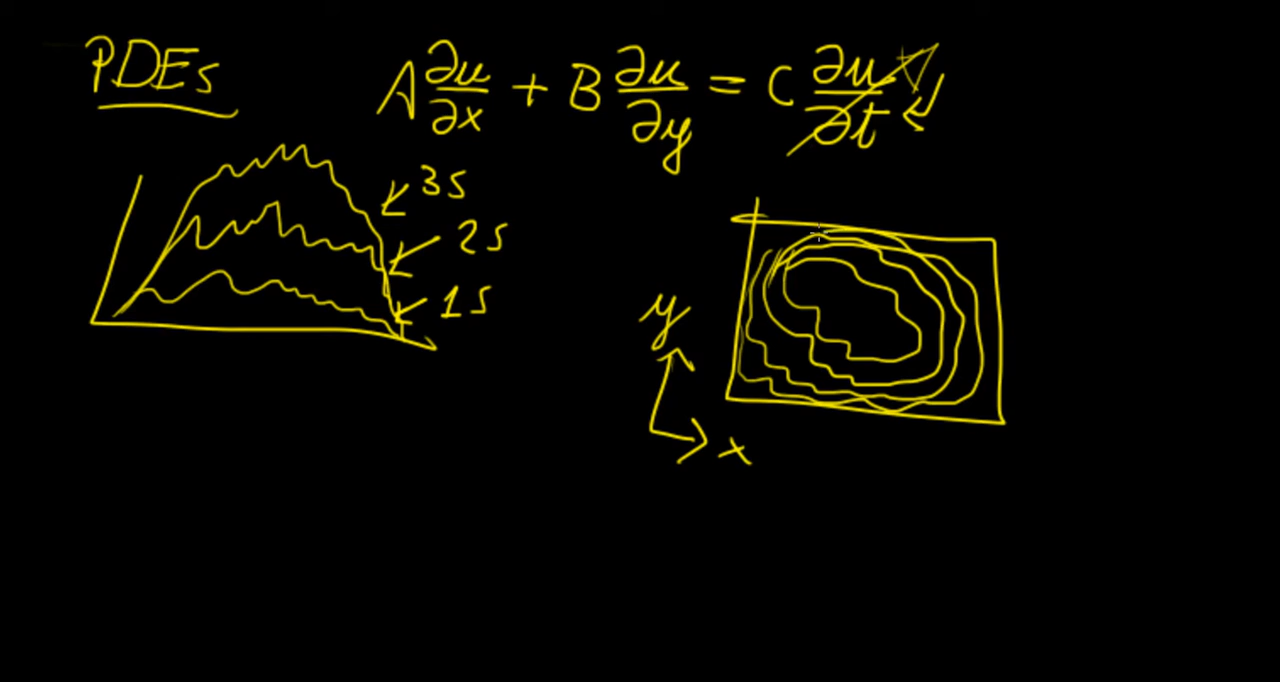 PDEs
A ∂u/∂x + B ∂u/∂y = C ∂u/∂t
3s
2s
1s
y
x